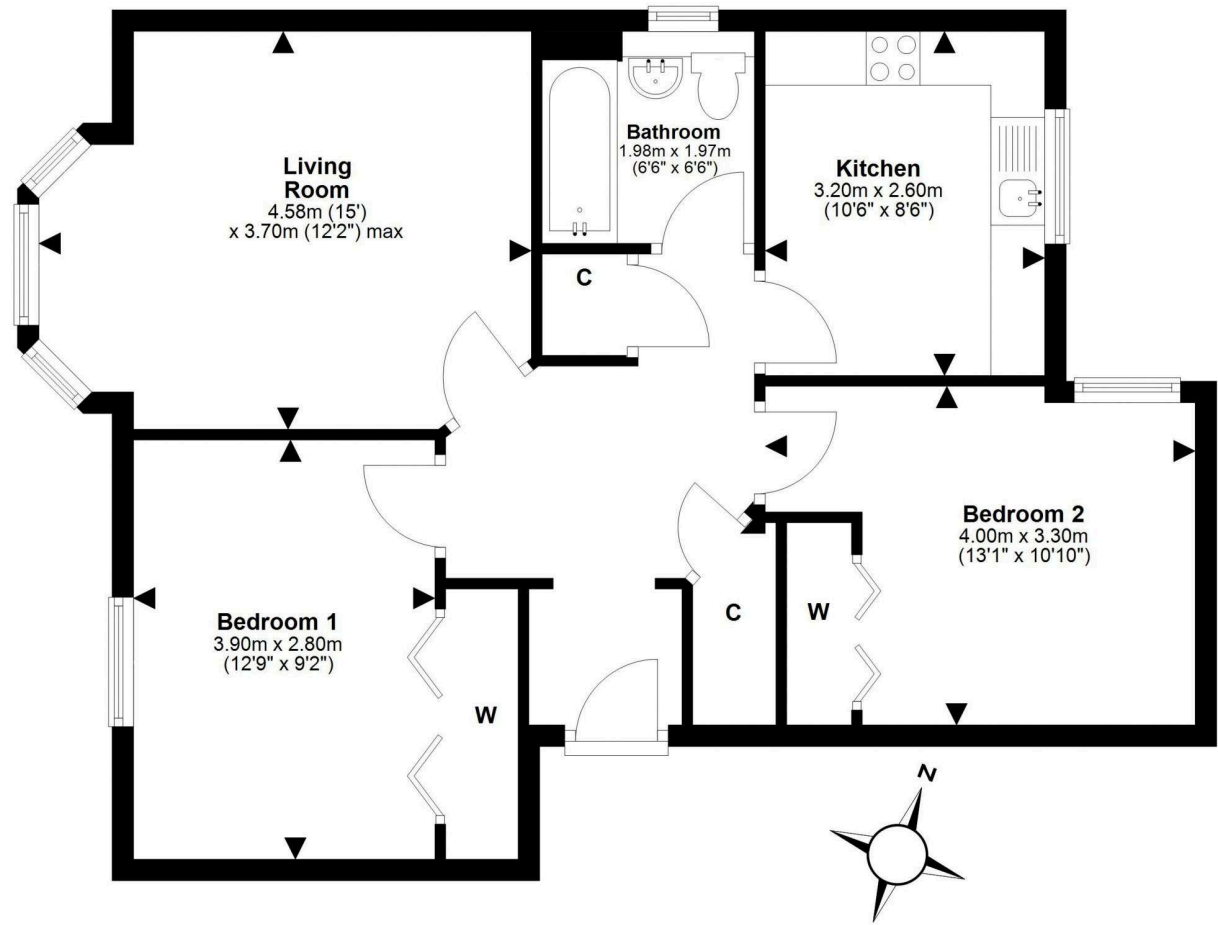 Living
Room
4.58m (15')
x 3.70m (12'2") max
Bathroom
1.98m x 1.97m
(6'6" x 6'6")
Kitchen
3.20m x 2.60m
(10'6" x 8'6")
C
Bedroom 2
4.00m x 3.30m
(13'1" x 10'10")
Bedroom 1
3.90m x 2.80m
(12'9" x 9'2")
C
W
W
N